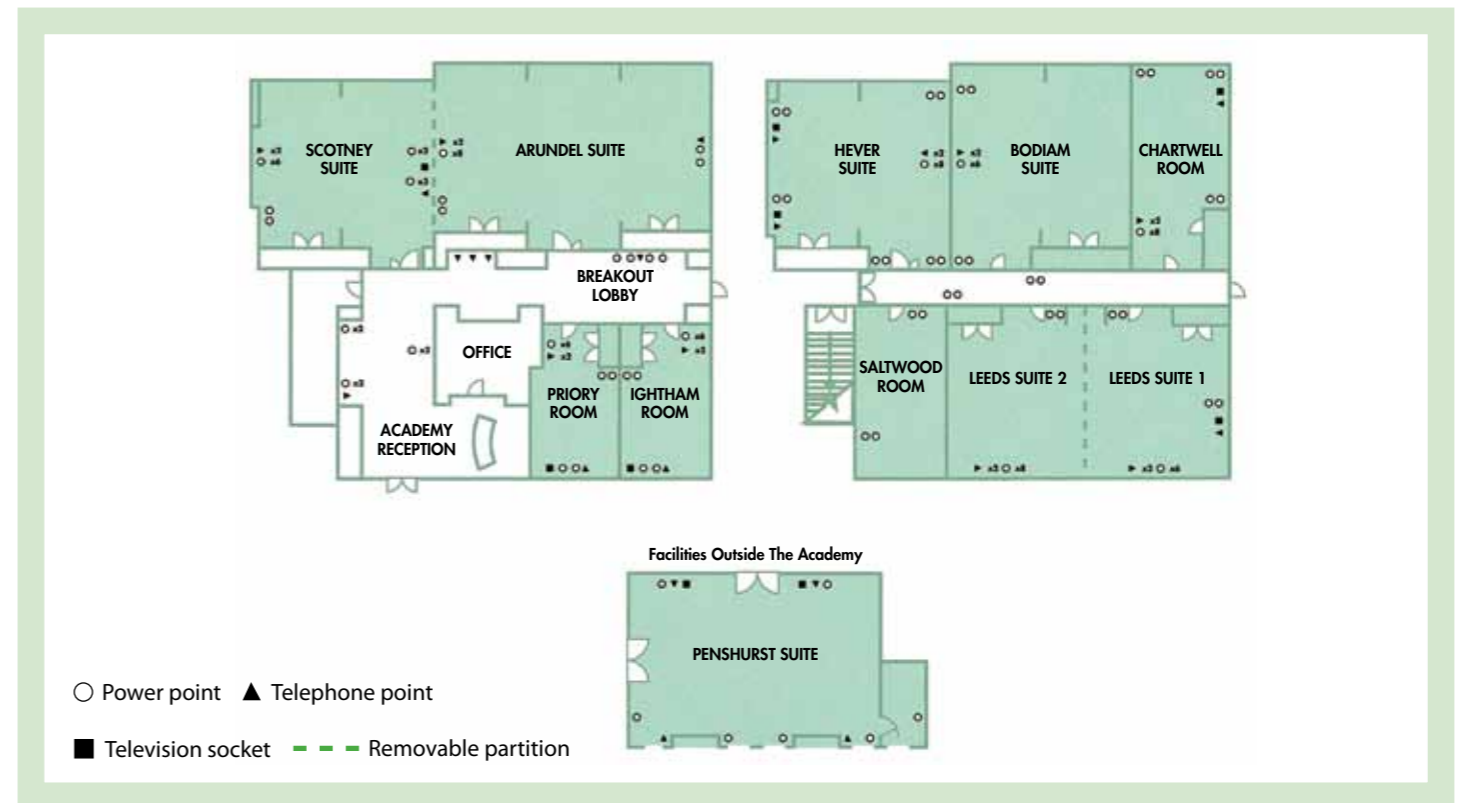 SCOTNEY
SUITE
ARUNDEL SUITE
BREAKOUT
LOBBY
OFFICE
PRIORY
ROOM
IGHTHAM
ROOM
ACADEMY
RECEPTION
HEVER
SUITE
BODIAM
SUITE
CHARTWELL
ROOM
SALTWOOD
ROOM
LEEDS SUITE 2
LEEDS SUITE 1
Facilities Outside The Academy
PENSHURST SUITE
Power point
Telephone point
Television socket
Removable partition